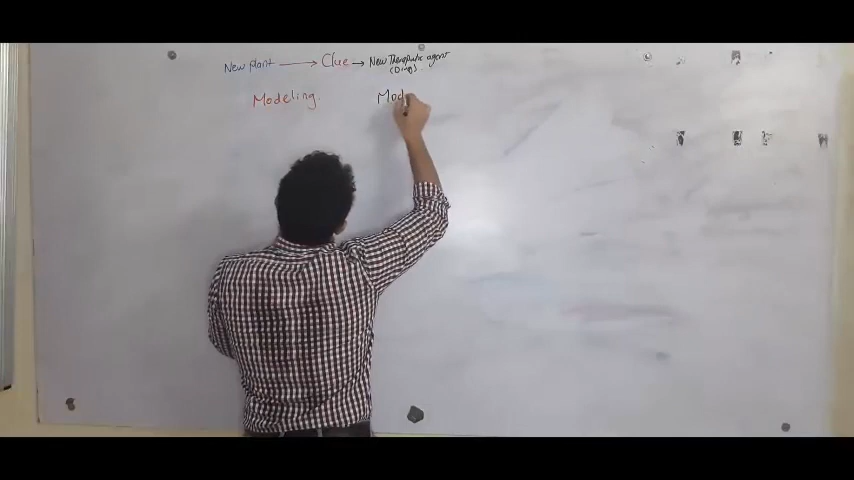 New plant → Clue → New Therapeutic agent
(Drug)
Modeling. Mod